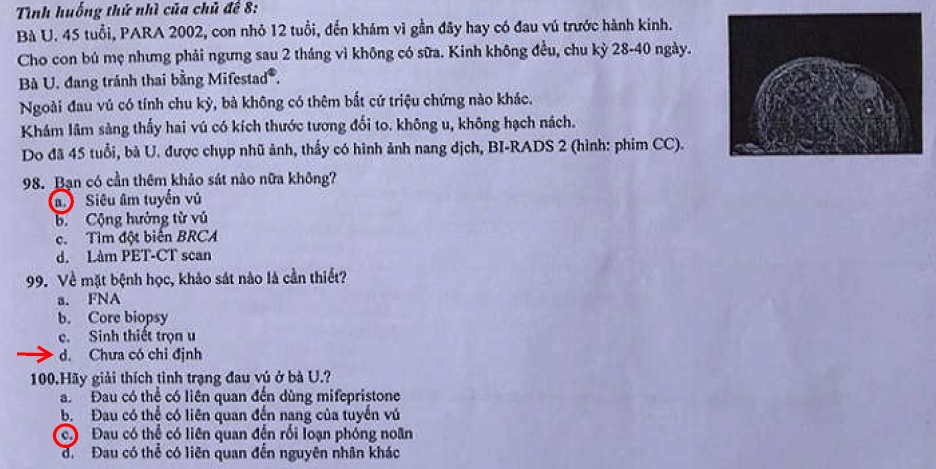 Tình huống thứ nhì của chủ đề 8:
Bà U. 45 tuổi, PARA 2002, con nhỏ 12 tuổi, đến khám vì gần đây hay có đau vú trước hành kinh.
Cho con bú mẹ nhưng phải ngưng sau 2 tháng vì không có sữa. Kinh không đều, chu kỳ 28-40 ngày.
Bà U. đang tránh thai bằng Mifestad®.
Ngoài đau vú có tính chu kỳ, bà không có thêm bất cứ triệu chứng nào khác.
Khám lâm sàng thấy hai vú có kích thước tương đối to. không u, không hạch nách.
Do đã 45 tuổi, bà U. được chụp nhũ ảnh, thấy có hình ảnh nang dịch, BI-RADS 2 (hình: phim CC).
98. Bạn có cần thêm khảo sát nào nữa không?
a. Siêu âm tuyến vú
b. Cộng hưởng từ vú
c. Tìm đột biến BRCA
d. Làm PET-CT scan
99. Về mặt bệnh học, khảo sát nào là cần thiết?
a. FNA
b. Core biopsy
c. Sinh thiết trọn u
d. Chưa có chỉ định
100. Hãy giải thích tình trạng đau vú ở bà U.?
a. Đau có thể có liên quan đến dùng mifepristone
b. Đau có thể có liên quan đến nang của tuyến vú
c. Đau có thể có liên quan đến rối loạn phóng noãn
d. Đau có thể có liên quan đến nguyên nhân khác